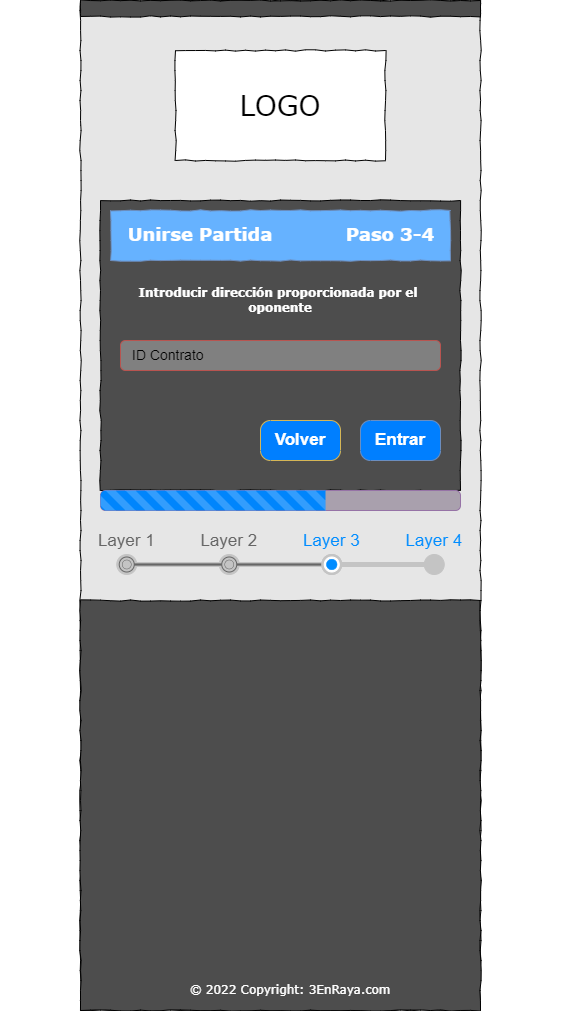 LOGO
Unirse Partida Paso 3-4
Introducir dirección proporcionada por el
oponente
ID Contrato
Volver Entrar
Layer 1 Layer 2 Layer 3 Layer 4
© 2022 Copyright: 3EnRaya.com